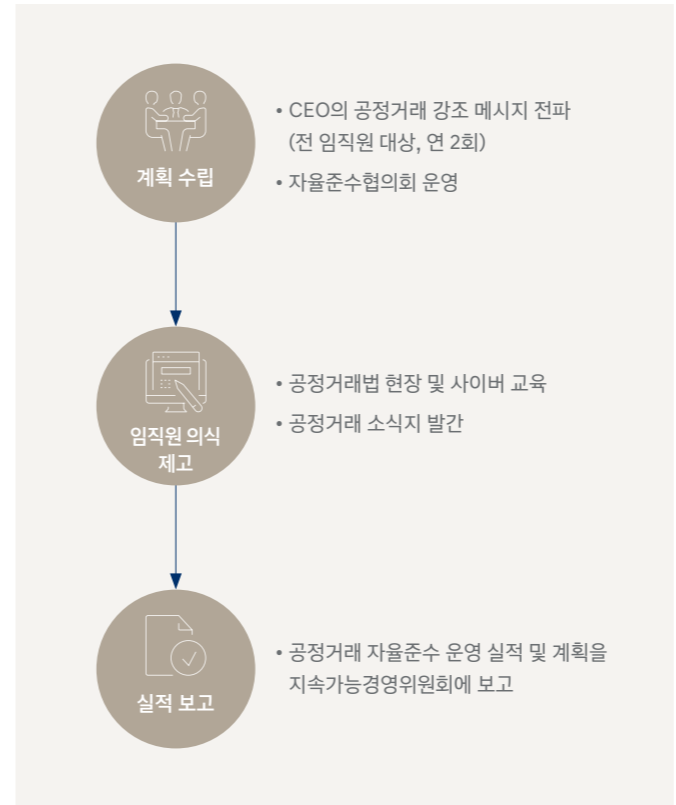 계획 수립
• CEO의 공정거래 강조 메시지 전파
(전 임직원 대상, 연 2회)
• 자율준수협의회 운영
임직원 의식
제고
• 공정거래법 현장 및 사이버 교육
• 공정거래 소식지 발간
실적 보고
• 공정거래 자율준수 운영 실적 및 계획을
지속가능경영위원회에 보고